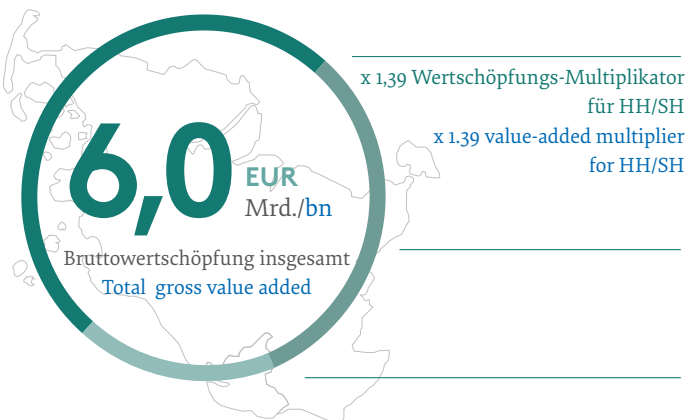 x 1,39 Wertschöpfungs-Multiplikator
für HH/SH
x 1.39 value-added multiplier
for HH/SH
6,0 EUR
Mrd./bn
Bruttowertschöpfung insgesamt
Total gross value added